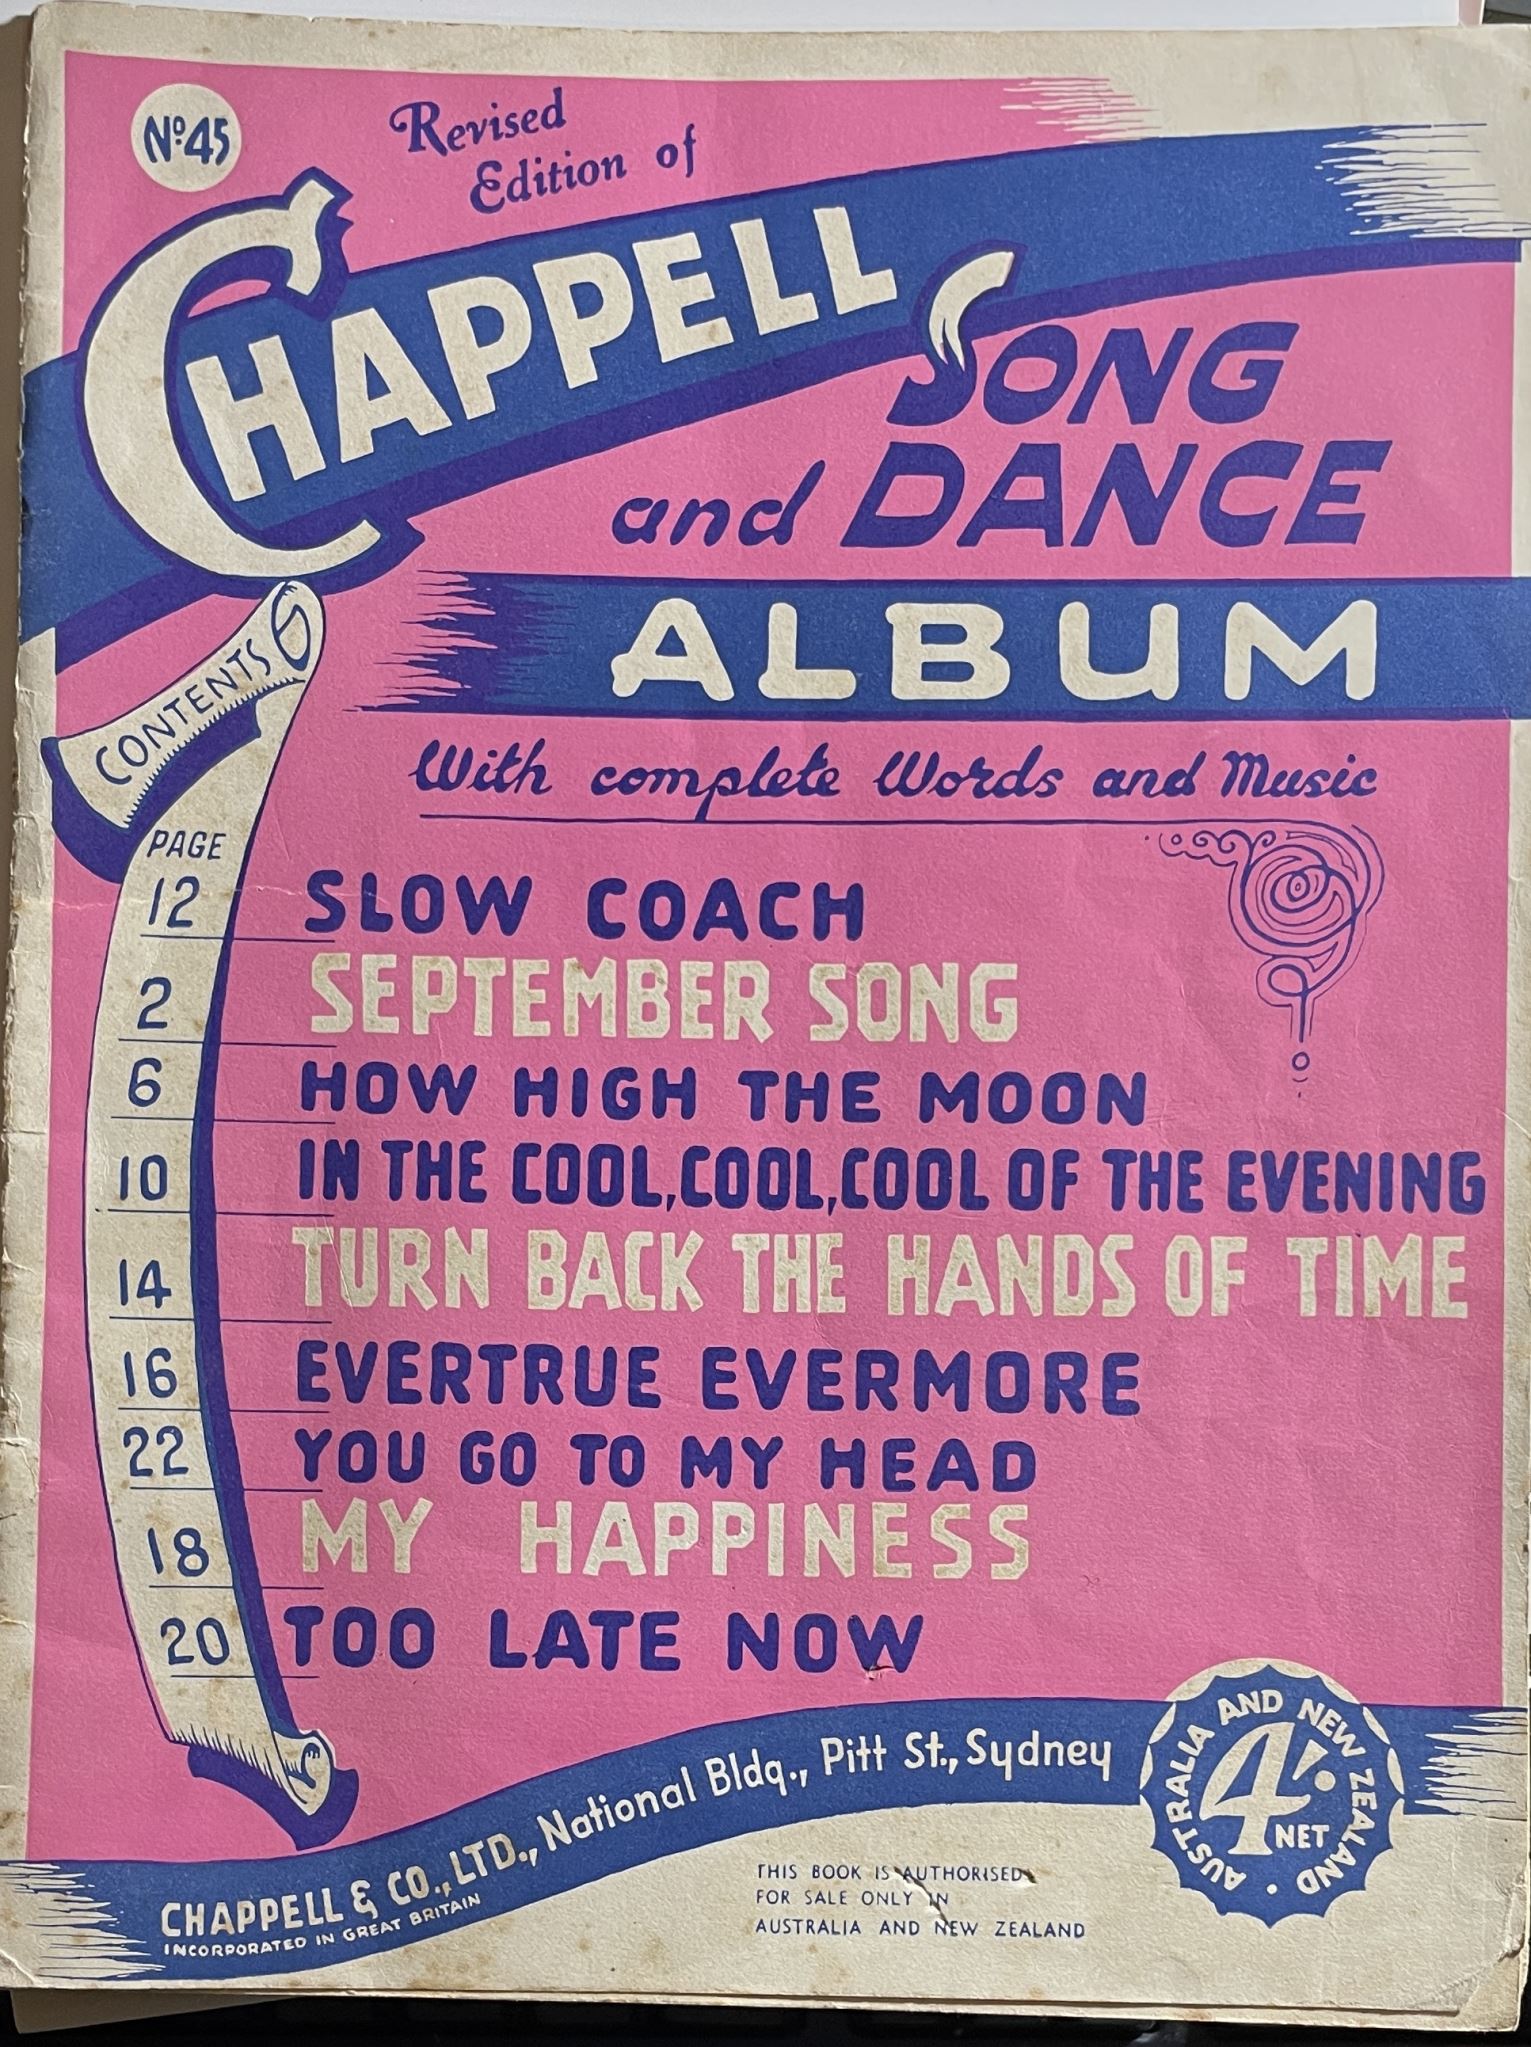 No 45
Revised
Edition of
CHAPPELL
SONG
and DANCE
ALBUM
With complete Words and Music
CONTENTS
PAGE
12 SLOW COACH
2 SEPTEMBER SONG
6 HOW HIGH THE MOON
10 IN THE COOL, COOL, COOL OF THE EVENING
14 TURN BACK THE HANDS OF TIME
16 EVERTRUE EVERMORE
22 YOU GO TO MY HEAD
18 MY HAPPINESS
20 TOO LATE NOW
CHAPPELL & CO., LTD., National Bldg., Pitt St., Sydney
INCORPORATED IN GREAT BRITAIN
THIS BOOK IS AUTHORISED
FOR SALE ONLY IN
AUSTRALIA AND NEW ZEALAND
AUSTRALIA AND NEW ZEALAND
4/.
NET